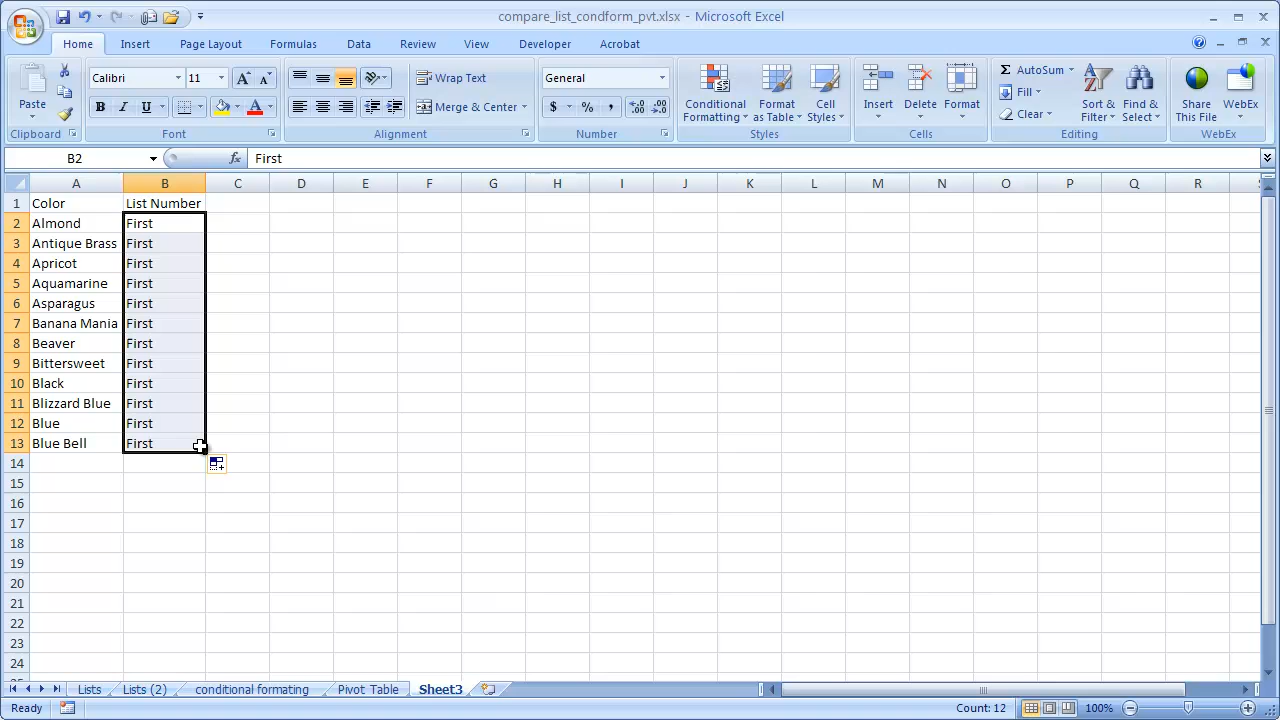 compare_list_condform_pvt.xlsx - Microsoft Excel
Home Insert Page Layout Formulas Data Review View Developer Acrobat
Paste
Calibri 11 A A
B I U A
Wrap Text
Merge & Center
General
$ % , .0 .00 .00 .0
Conditional Formatting
Format as Table
Cell Styles
Insert Delete Format
Σ AutoSum
Fill
Clear
Sort & Filter
Find & Select
Share This File
WebEx
Clipboard Font Alignment Number Styles Cells Editing WebEx
B2 fx First
A B C D E F G H I J K L M N O P Q R
1 Color List Number
2 Almond First
3 Antique Brass First
4 Apricot First
5 Aquamarine First
6 Asparagus First
7 Banana Mania First
8 Beaver First
9 Bittersweet First
10 Black First
11 Blizzard Blue First
12 Blue First
13 Blue Bell First
14
15
16
17
18
19
20
21
22
23
24
Lists Lists (2) conditional formating Pivot Table Sheet3
Ready Count: 12 100%